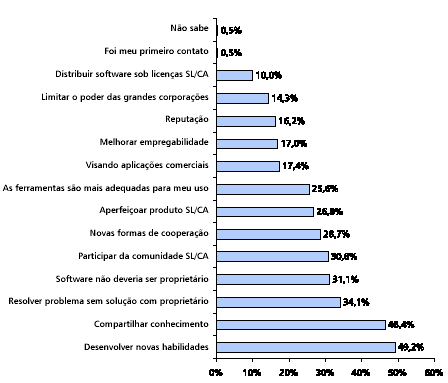 Não sabe 0,5%
Foi meu primeiro contato 0,5%
Distribuir software sob licenças SL/CA 10,0%
Limitar o poder das grandes corporações 14,3%
Reputação 16,2%
Melhorar empregabilidade 17,0%
Visando aplicações comerciais 17,4%
As ferramentas são mais adequadas para meu uso 25,6%
Aperfeiçoar produto SL/CA 26,8%
Novas formas de cooperação 28,7%
Participar da comunidade SL/CA 30,8%
Software não deveria ser proprietário 31,1%
Resolver problema sem solução com proprietário 34,1%
Compartilhar conhecimento 46,4%
Desenvolver novas habilidades 49,2%
0% 10% 20% 30% 40% 50% 60%